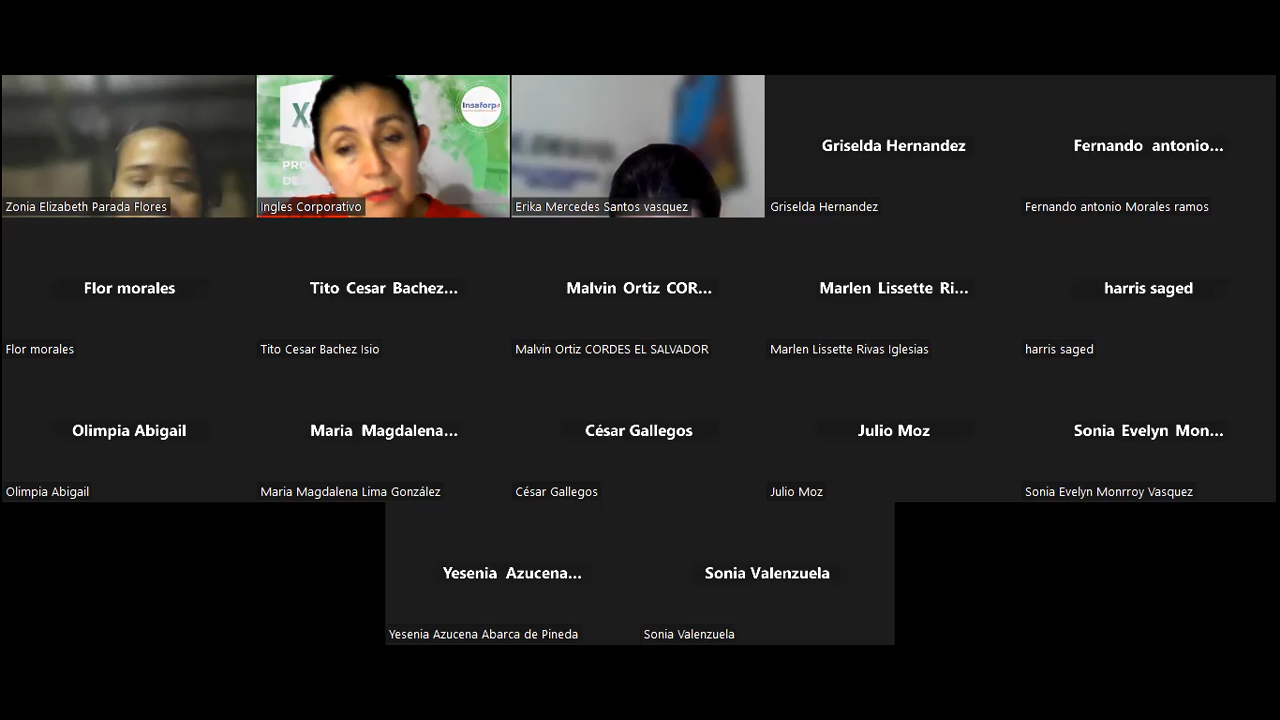 X
Insaforp
PRO
DE
Zonia Elizabeth Parada Flores
Ingles Corporativo
Erika Mercedes Santos vasquez
Griselda Hernandez
Griselda Hernandez
Fernando antonio...
Fernando antonio Morales ramos
Flor morales
Flor morales
Tito Cesar Bachez...
Tito Cesar Bachez Isio
Malvin Ortiz COR...
Malvin Ortiz CORDES EL SALVADOR
Marlen Lissette Ri...
Marlen Lissette Rivas Iglesias
harris saged
harris saged
Olimpia Abigail
Olimpia Abigail
Maria Magdalena...
Maria Magdalena Lima González
César Gallegos
César Gallegos
Julio Moz
Julio Moz
Sonia Evelyn Mon...
Sonia Evelyn Monrroy Vasquez
Yesenia Azucena...
Yesenia Azucena Abarca de Pineda
Sonia Valenzuela
Sonia Valenzuela